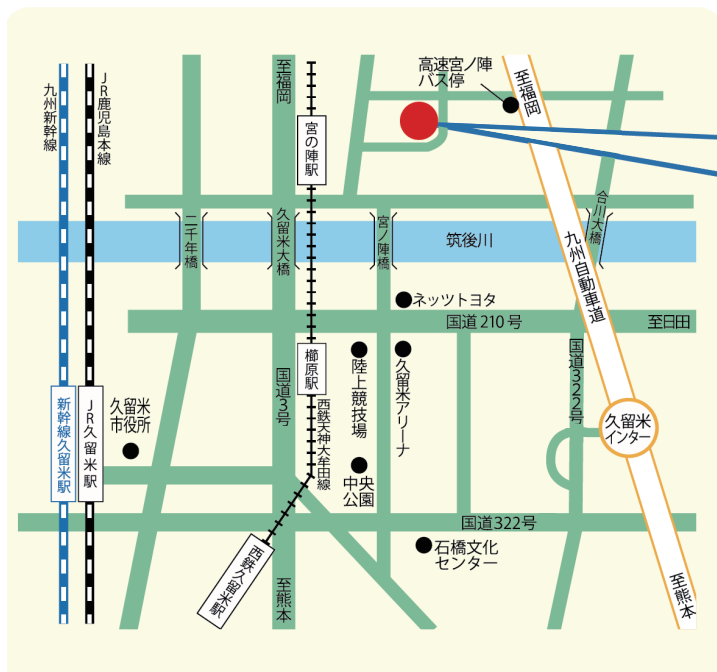 高速宮ノ陣
バス停
至福岡
至福岡
九州新幹線
JR鹿児島本線
宮の陣駅
二千年橋
久留米大橋
宮ノ陣橋
筑後川
合川大橋
九州自動車道
ネッツトヨタ
国道210号
至日田
櫛原駅
国道3号
陸上競技場
久留米アリーナ
国道322号
新幹線久留米駅
JR久留米駅
久留米
市役所
西鉄天神大牟田線
久留米
インター
中央
公園
国道322号
石橋文化
センター
西鉄久留米駅
至熊本
至熊本